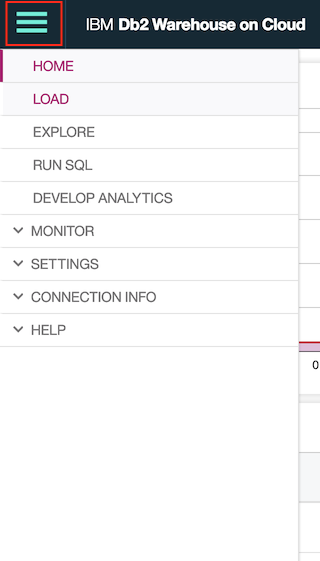 IBM Db2 Warehouse on Cloud
HOME
LOAD
EXPLORE
RUN SQL
DEVELOP ANALYTICS
MONITOR
SETTINGS
CONNECTION INFO
HELP
0